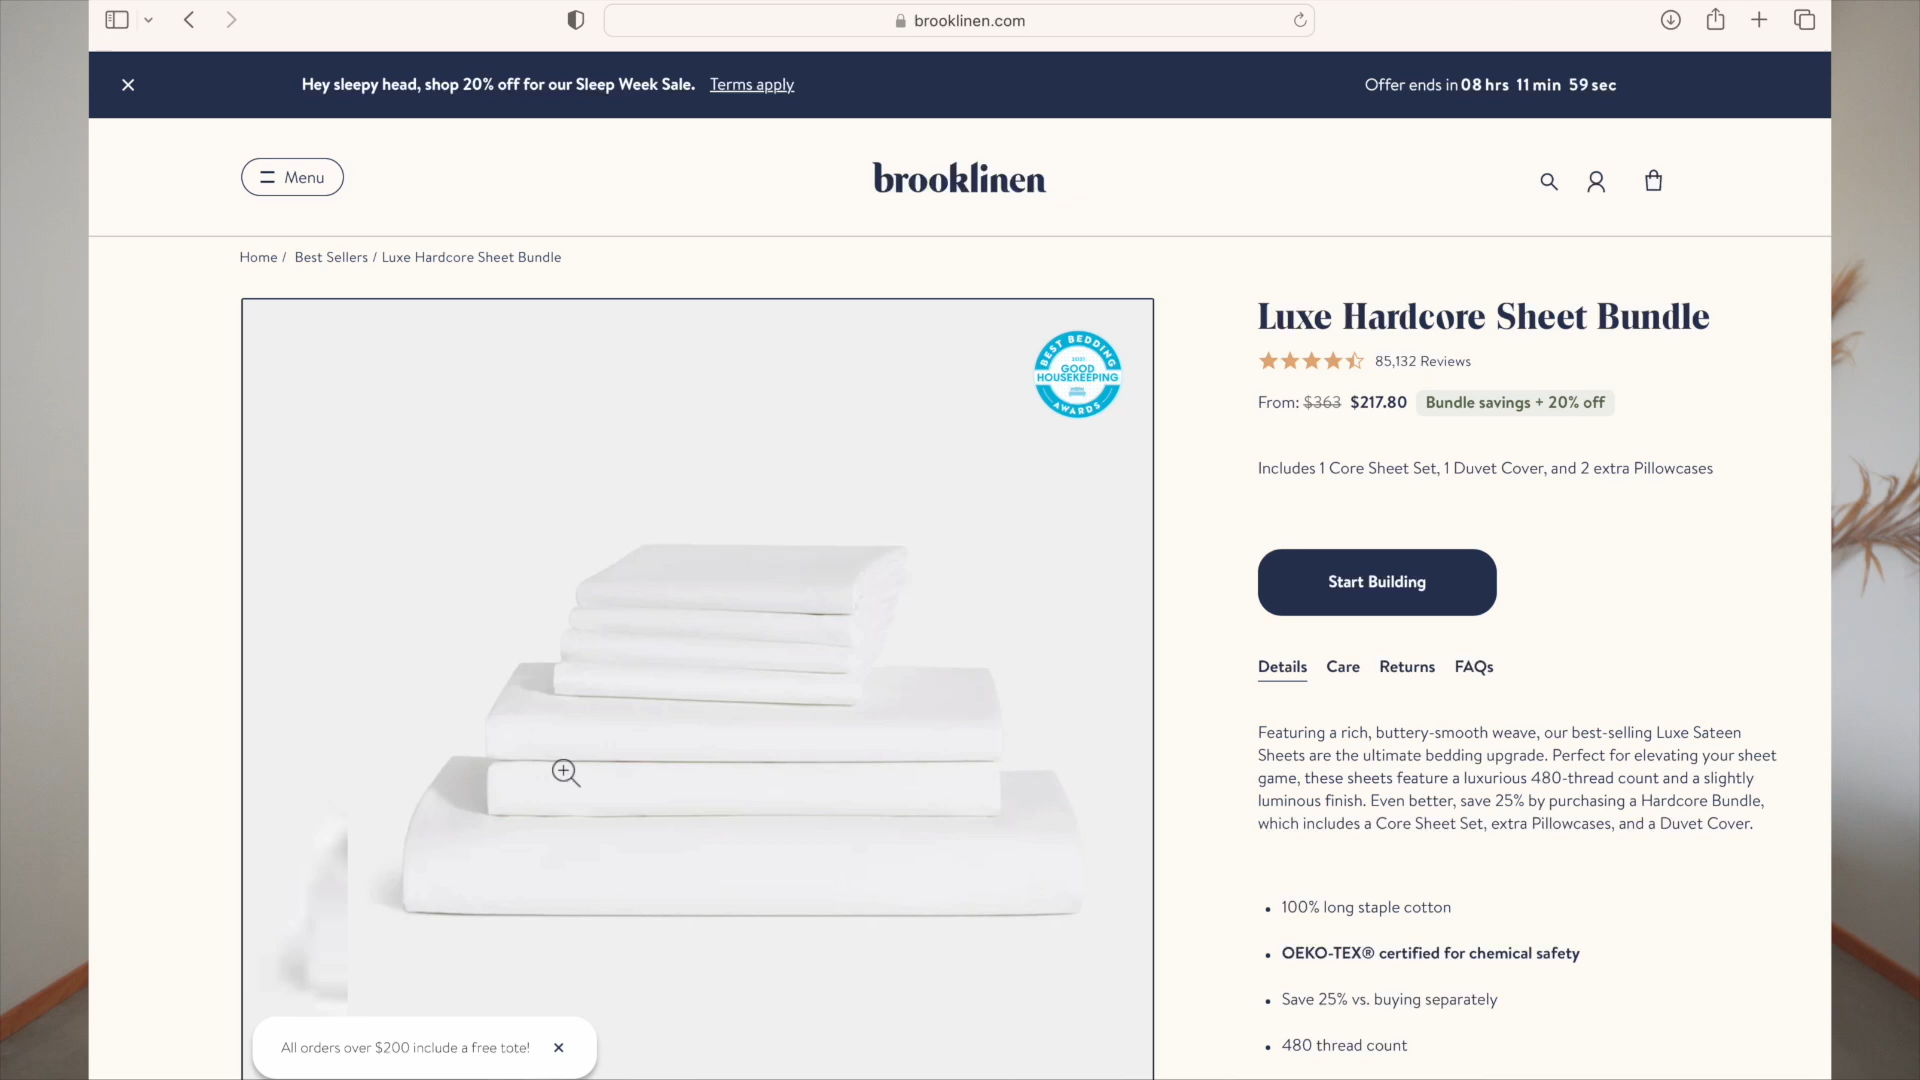 brooklinen.com
Hey sleepy head, shop 20% off for our Sleep Week Sale. Terms apply
Offer ends in 08 hrs 11 min 59 sec
Menu
brooklinen
Home / Best Sellers / Luxe Hardcore Sheet Bundle
BEST BEDDING
2021
GOOD
HOUSEKEEPING
AWARDS
Luxe Hardcore Sheet Bundle
85,132 Reviews
From: $363 $217.80 Bundle savings + 20% off
Includes 1 Core Sheet Set, 1 Duvet Cover, and 2 extra Pillowcases
Start Building
Details Care Returns FAQs
Featuring a rich, buttery-smooth weave, our best-selling Luxe Sateen
Sheets are the ultimate bedding upgrade. Perfect for elevating your sheet
game, these sheets feature a luxurious 480-thread count and a slightly
luminous finish. Even better, save 25% by purchasing a Hardcore Bundle,
which includes a Core Sheet Set, extra Pillowcases, and a Duvet Cover.
• 100% long staple cotton
• OEKO-TEX® certified for chemical safety
• Save 25% vs. buying separately
• 480 thread count
All orders over $200 include a free tote!